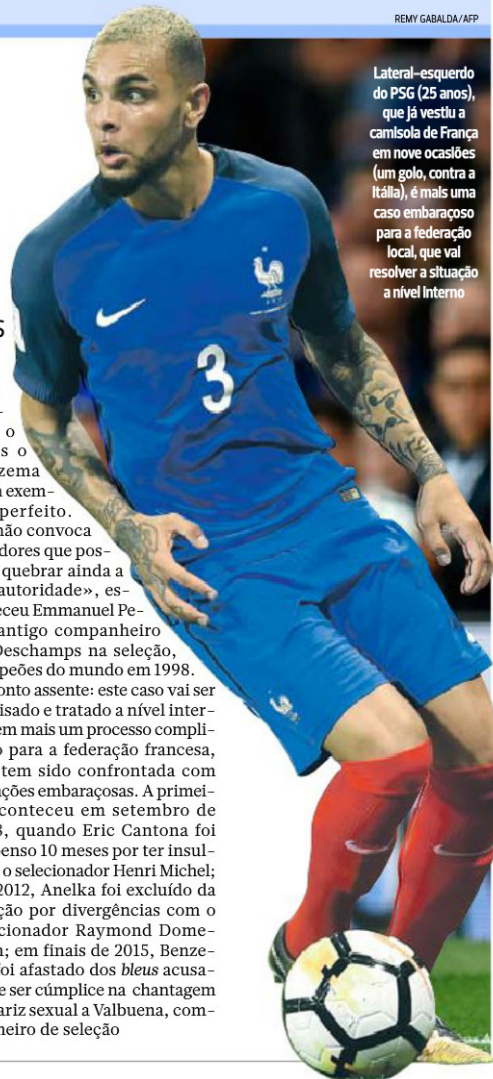 REMY GABALDA/AFP
Lateral-esquerdo
do PSG (25 anos),
que já vestiu a
camisola de França
em nove ocasiões
(um golo, contra a
Itália), é mais uma
caso embaraçoso
para a federação
local, que vai
resolver a situação
a nível interno
3
S
-
o
s o
zema
exem-
perfeito.
não convoca
dores que pos-
quebrar ainda a
autoridade», es-
eceu Emmanuel Pe-
antigo companheiro
Deschamps na seleção,
peões do mundo em 1998.
onto assente: este caso vai ser
isado e tratado a nível inter-
em mais um processo compli-
o para a federação francesa,
tem sido confrontada com
ações embaraçosas. A primei-
conteceu em setembro de
8, quando Eric Cantona foi
penso 10 meses por ter insul-
o selecionador Henri Michel;
2012, Anelka foi excluído da
ção por divergências com o
cionador Raymond Dome-
n; em finais de 2015, Benze-
foi afastado dos bleus acusa-
e ser cúmplice na chantagem
ariz sexual a Valbuena, com-
heiro de seleção